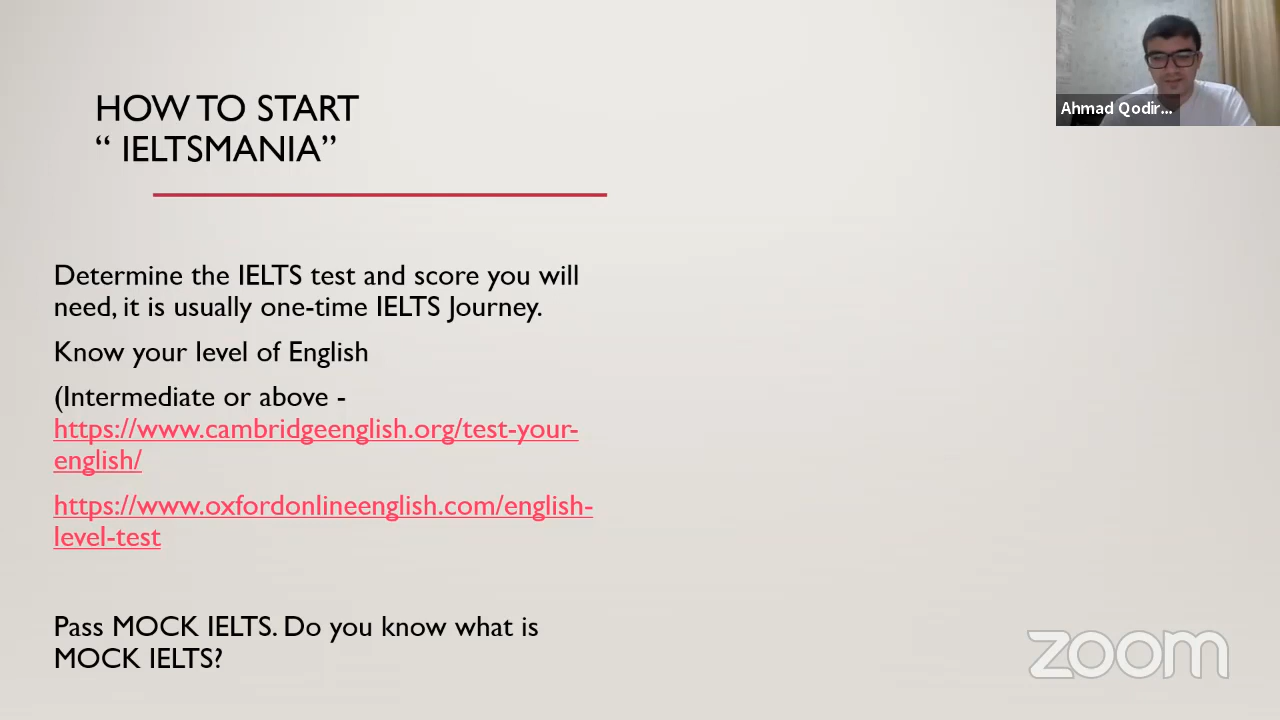 HOW TO START
“ IELTSMANIA”
Determine the IELTS test and score you will
need, it is usually one-time IELTS Journey.
Know your level of English
(Intermediate or above -
https://www.cambridgeenglish.org/test-your-
english/
https://www.oxfordonlineenglish.com/english-
level-test
Pass MOCK IELTS. Do you know what is
MOCK IELTS?
Ahmad Qodir...
zoom